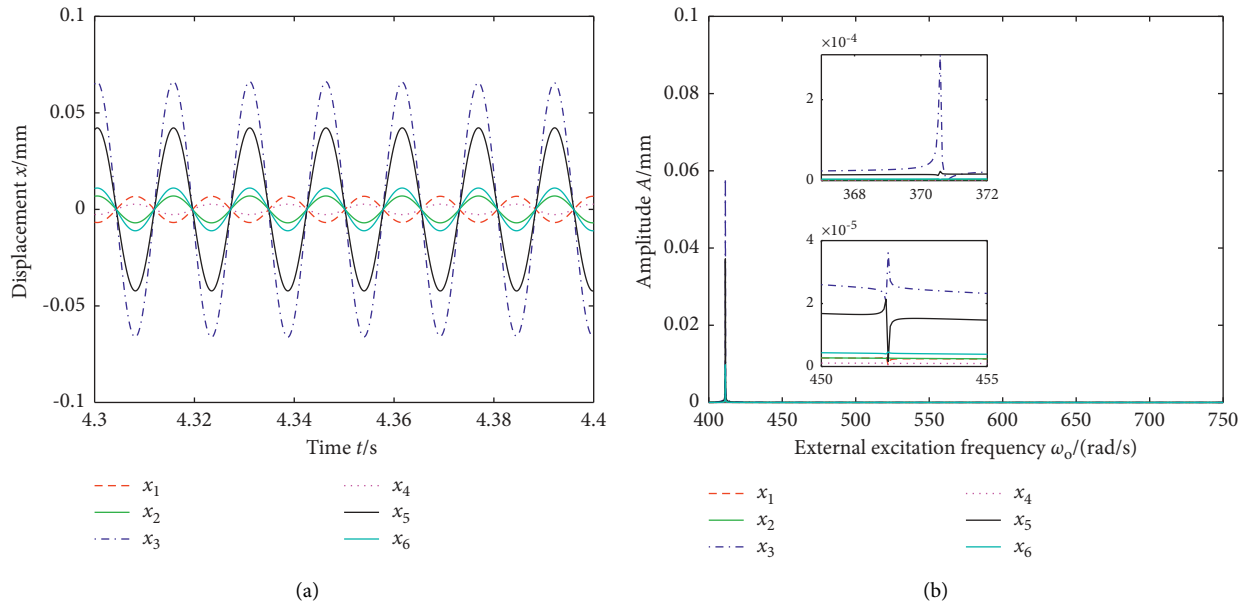 0.1
0.05
0
-0.05
-0.1
Displacement x/mm
4.3 4.32 4.34 4.36 4.38 4.4
Time t/s
x1 x4
x2 x5
x3 x6
(a)
0.1
0.08
0.06
0.04
0.02
0
Amplitude A/mm
×10-4
2
0
368 370 372
4 ×10-5
2
0
450 455
400 450 500 550 600 650 700 750
External excitation frequency ωo/(rad/s)
x1 x4
x2 x5
x3 x6
(b)